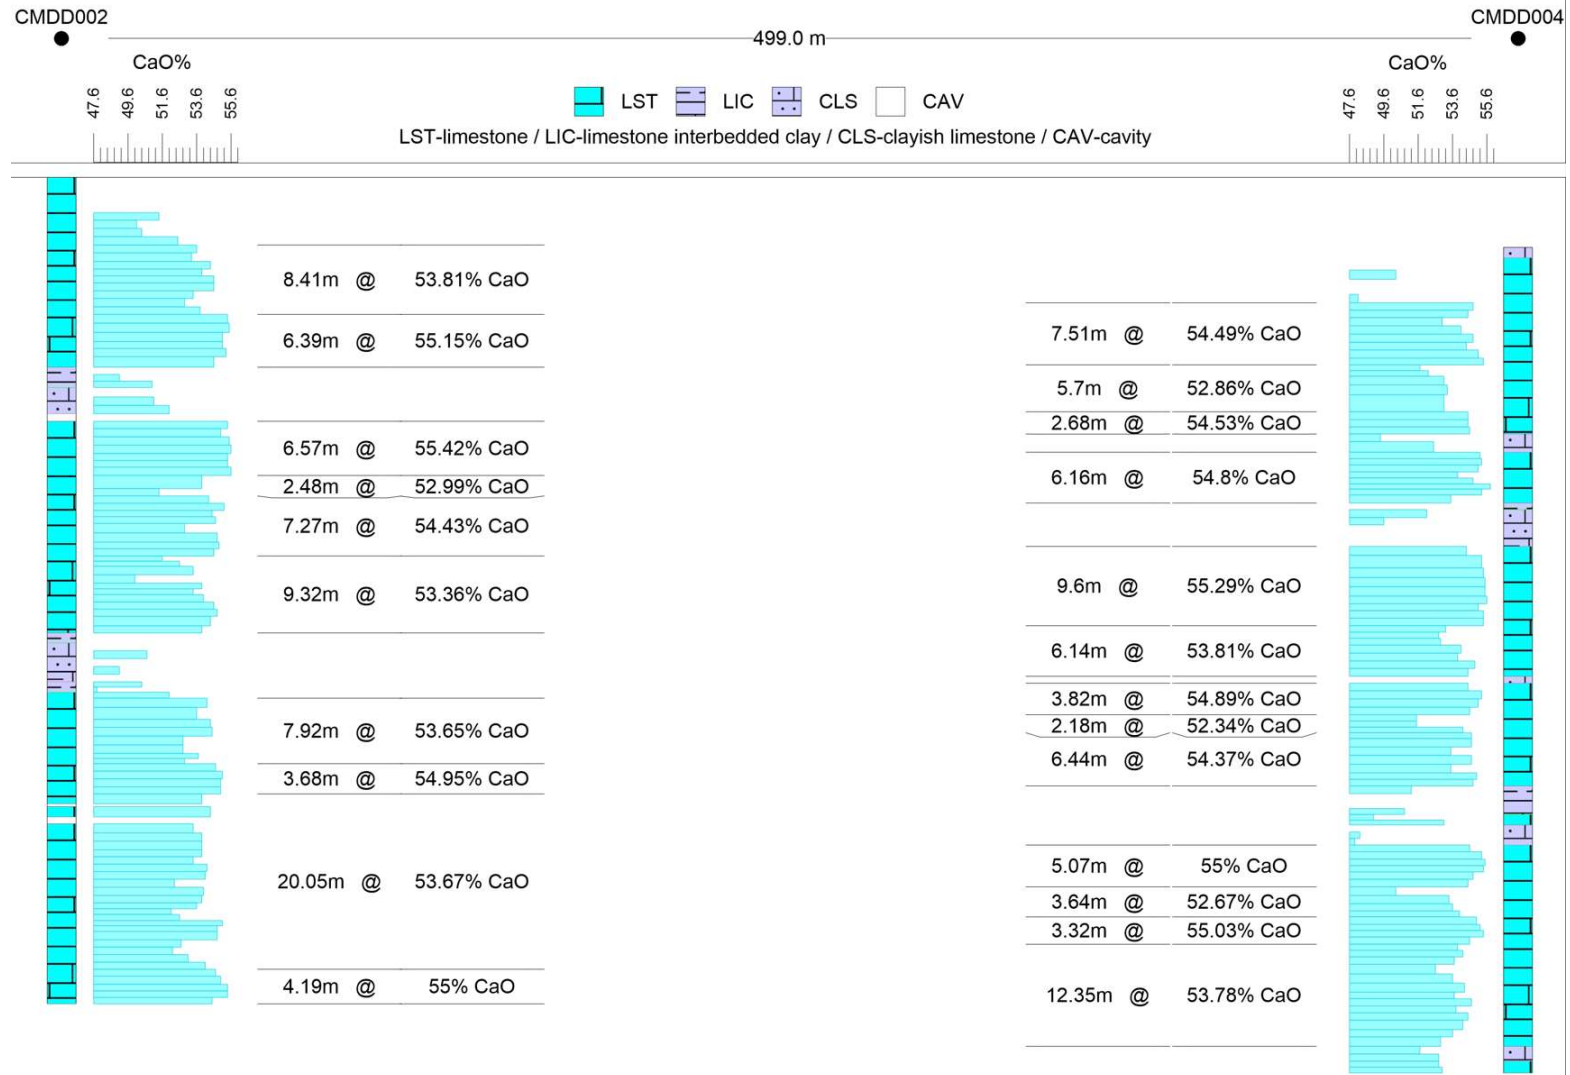 CMDD002
CMDD004
499.0 m
CaO%
CaO%
47.6 49.6 51.6 53.6 55.6
47.6 49.6 51.6 53.6 55.6
LST LIC CLS CAV
LST-limestone / LIC-limestone interbedded clay / CLS-clayish limestone / CAV-cavity
8.41m @ 53.81% CaO
6.39m @ 55.15% CaO
6.57m @ 55.42% CaO
2.48m @ 52.99% CaO
7.27m @ 54.43% CaO
9.32m @ 53.36% CaO
7.92m @ 53.65% CaO
3.68m @ 54.95% CaO
20.05m @ 53.67% CaO
4.19m @ 55% CaO
7.51m @ 54.49% CaO
5.7m @ 52.86% CaO
2.68m @ 54.53% CaO
6.16m @ 54.8% CaO
9.6m @ 55.29% CaO
6.14m @ 53.81% CaO
3.82m @ 54.89% CaO
2.18m @ 52.34% CaO
6.44m @ 54.37% CaO
5.07m @ 55% CaO
3.64m @ 52.67% CaO
3.32m @ 55.03% CaO
12.35m @ 53.78% CaO